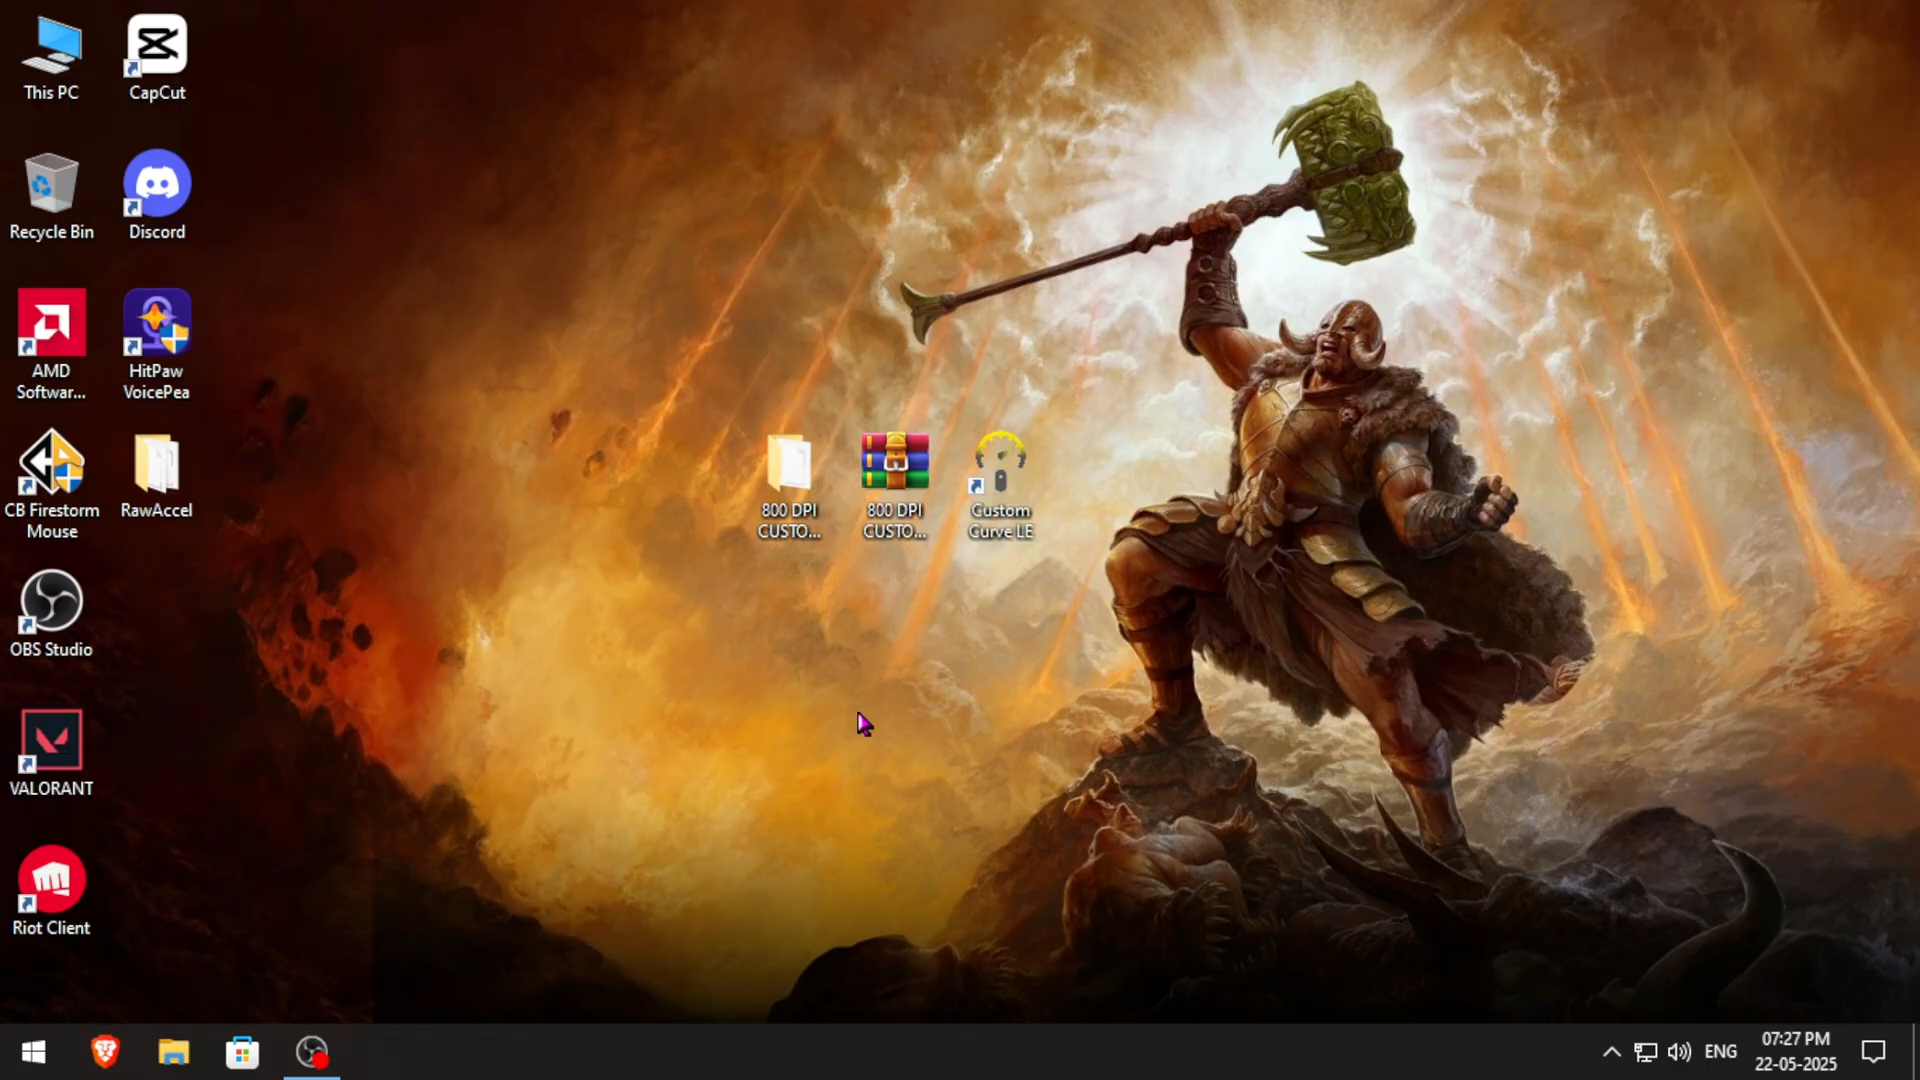 This PC
CapCut
Recycle Bin
Discord
AMD
Softwar...
HitPaw
VoicePea
CB Firestorm
Mouse
RawAccel
800 DPI
CUSTO...
800 DPI
CUSTO...
Custom
Curve LE
OBS Studio
VALORANT
Riot Client
ENG
07:27 PM
22-05-2025